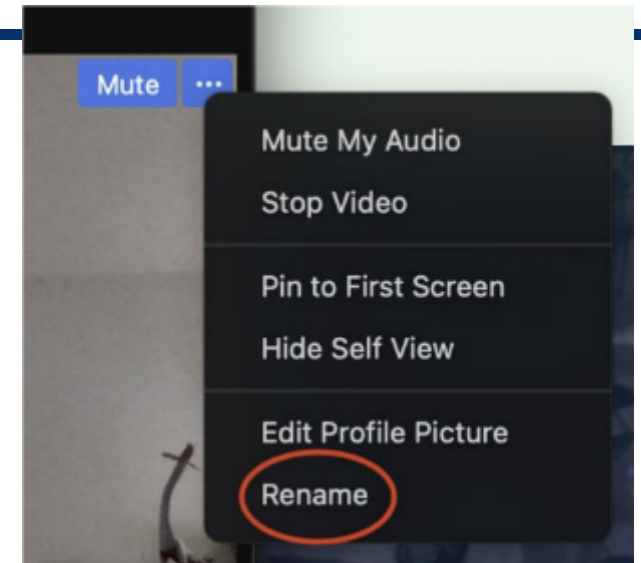 Mute ...
Mute My Audio
Stop Video
Pin to First Screen
Hide Self View
Edit Profile Picture
Rename